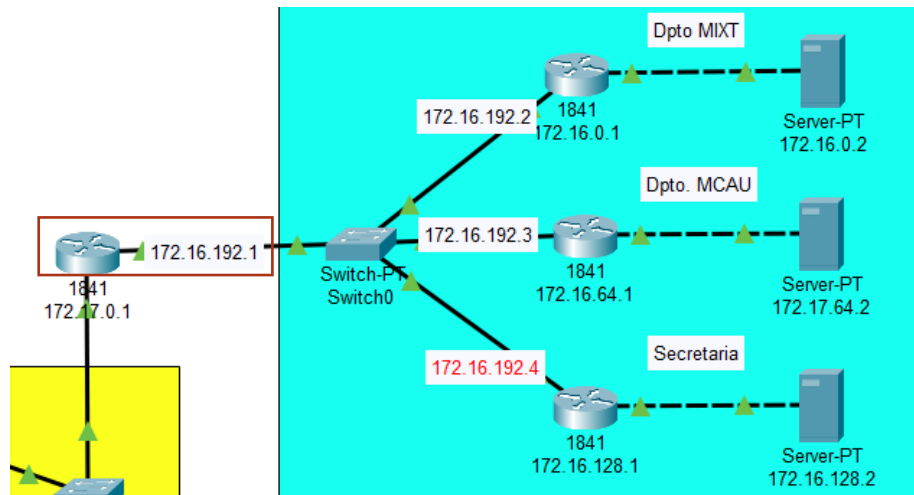 Dpto MIXT
172.16.192.2
1841
172.16.0.1
Server-PT
172.16.0.2
Dpto. MCAU
172.16.192.1
172.16.192.3
1841
172.17.0.1
Switch-PT
Switch0
1841
172.16.64.1
Server-PT
172.17.64.2
172.16.192.4
Secretaria
1841
172.16.128.1
Server-PT
172.16.128.2